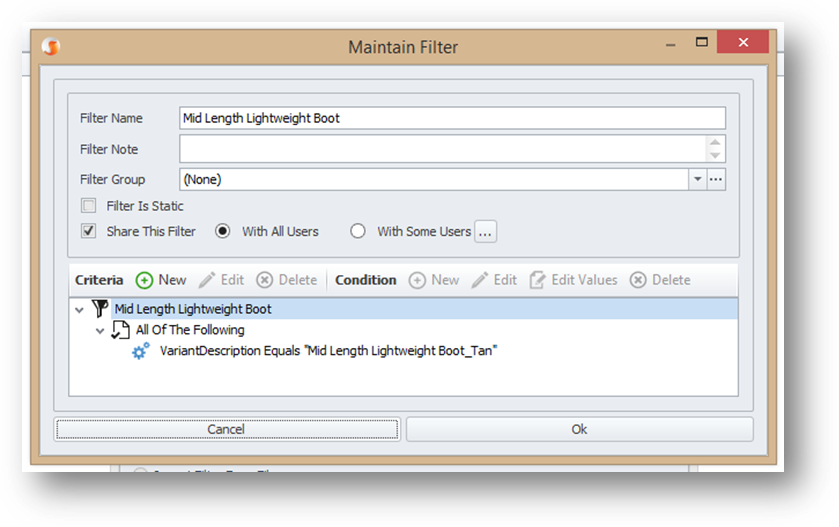 Maintain Filter
Filter Name Mid Length Lightweight Boot
Filter Note
Filter Group (None)
Filter Is Static
Share This Filter With All Users With Some Users ...
Criteria New Edit Delete Condition New Edit Edit Values Delete
Mid Length Lightweight Boot
All Of The Following
VariantDescription Equals "Mid Length Lightweight Boot_Tan"
Cancel Ok